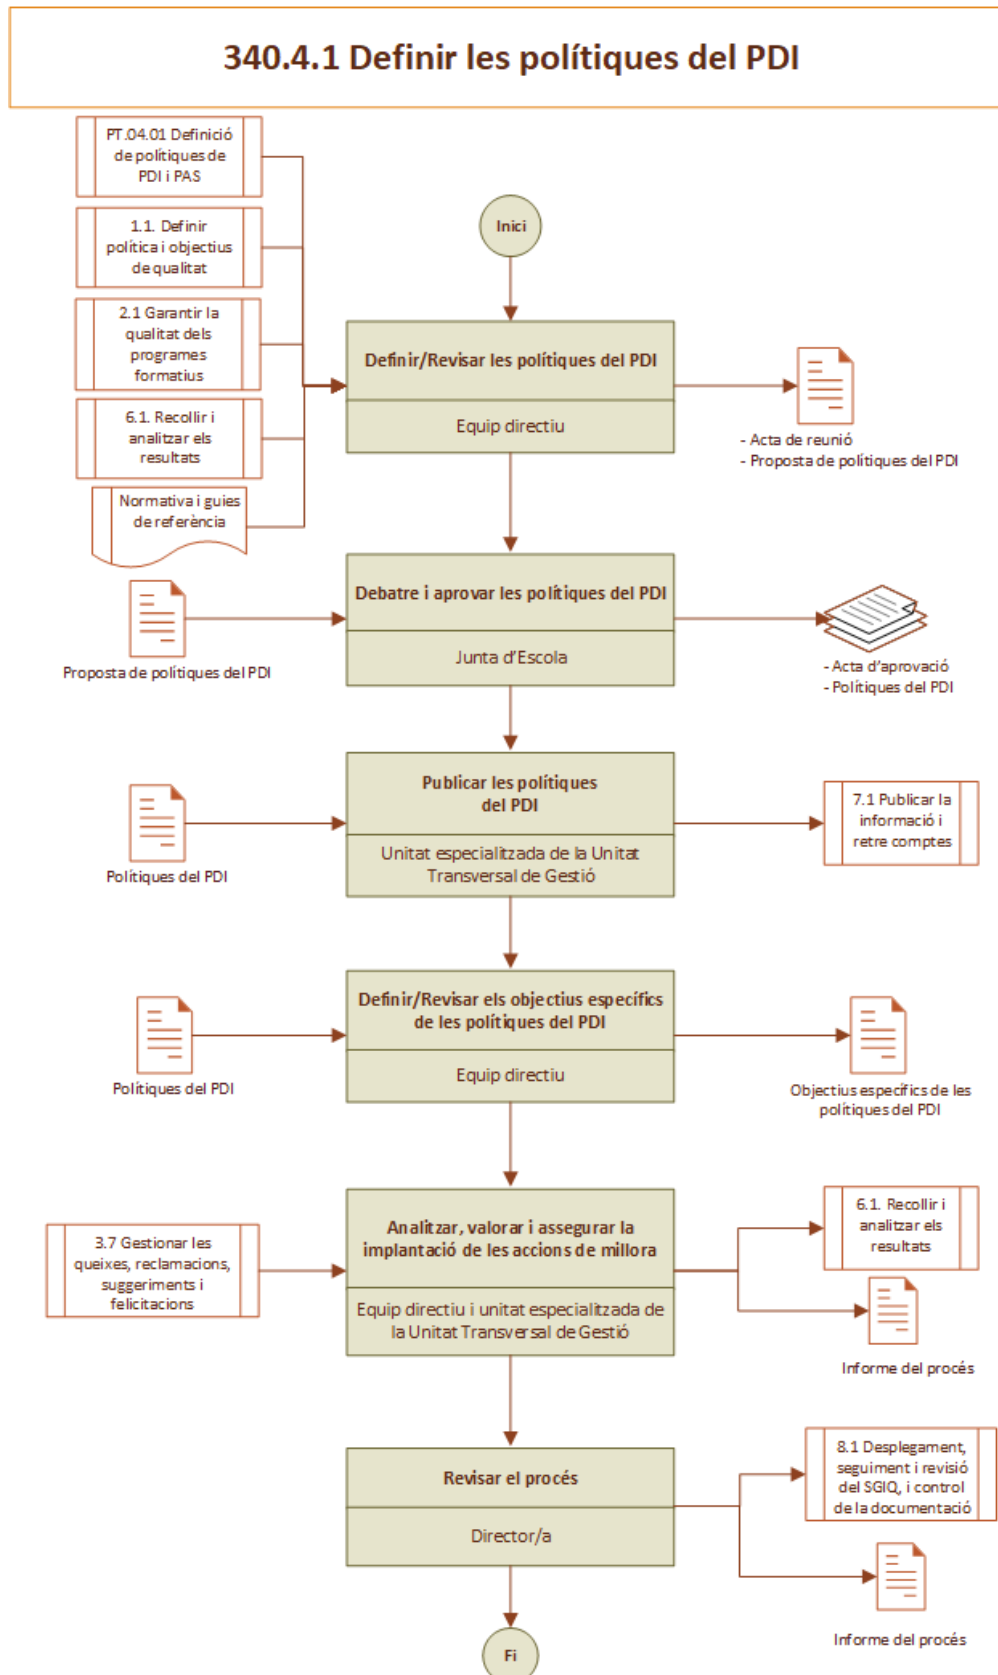 340.4.1 Definir les polítiques del PDI
PT.04.01 Definició
de polítiques de
PDI i PAS
1.1. Definir
política i objectius
de qualitat
2.1 Garantir la
qualitat dels
programes
formatius
6.1. Recollir i
analitzar els
resultats
Normativa i guies
de referència
Inici
Definir/Revisar les polítiques del PDI
Equip directiu
- Acta de reunió
- Proposta de polítiques del PDI
Proposta de polítiques del PDI
Debatre i aprovar les polítiques del PDI
Junta d'Escola
- Acta d'aprovació
- Polítiques del PDI
Polítiques del PDI
Publicar les polítiques
del PDI
Unitat especialitzada de la Unitat
Transversal de Gestió
7.1 Publicar la
informació i
retre comptes
Polítiques del PDI
Definir/Revisar els objectius específics
de les polítiques del PDI
Equip directiu
Objectius específics de les
polítiques del PDI
3.7 Gestionar les
queixes, reclamacions,
suggeriments i
felicitacions
Analitzar, valorar i assegurar la
implantació de les accions de millora
Equip directiu i unitat especialitzada de
la Unitat Transversal de Gestió
6.1. Recollir i
analitzar els
resultats
Informe del procés
Revisar el procés
Director/a
8.1 Desplegament,
seguiment i revisió
del SGIQ, i control
de la documentació
Informe del procés
Fi